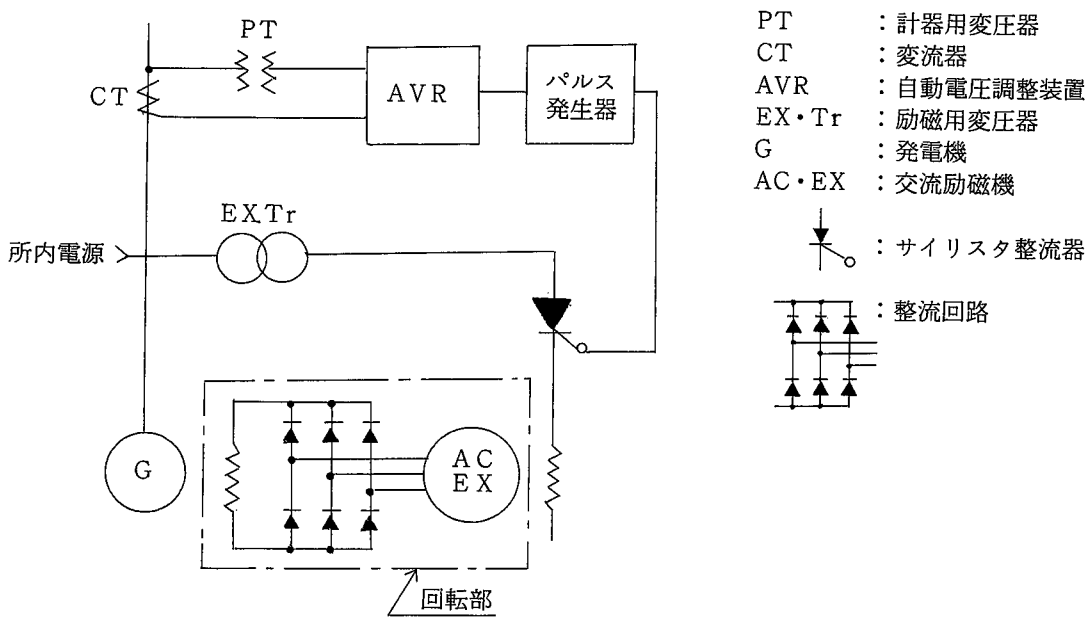 PT
CT
AVR
パルス
発生器
EX.Tr
所内電源
G
AC
EX
回転部
PT :計器用変圧器
CT :変流器
AVR :自動電圧調整装置
EX・Tr :励磁用変圧器
G :発電機
AC・EX :交流励磁機
:サイリスタ整流器
:整流回路